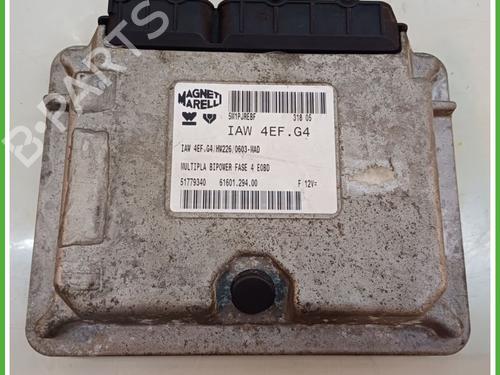 MAGNETI
MARELLI
5M1PJREBF 318 05
IAW 4EF.G4
IAW 4EF.G4/HW226/0603-MAD
MULTIPLA BIPOWER FASE 4 EOBD
51779340 61601.294.00 F 12V=
B-PARTS